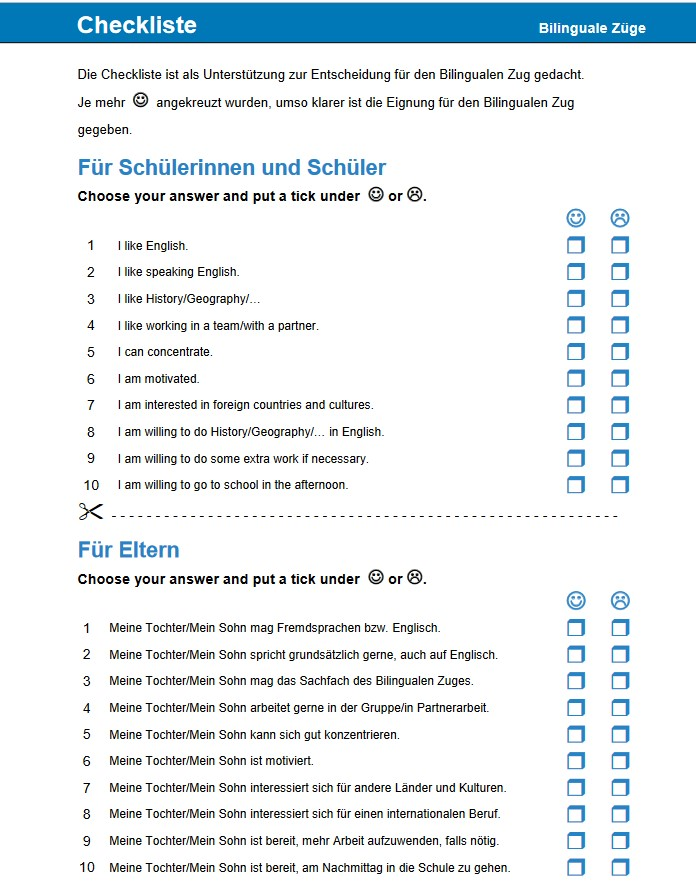 Checkliste
Bilinguale Züge
Die Checkliste ist als Unterstützung zur Entscheidung für den Bilingualen Zug gedacht.
Je mehr ☺ angekreuzt wurden, umso klarer ist die Eignung für den Bilingualen Zug
gegeben.
Für Schülerinnen und Schüler
Choose your answer and put a tick under ☺ or ☹.
☺ ☹
1 I like English. ❒ ❒
2 I like speaking English. ❒ ❒
3 I like History/Geography/… ❒ ❒
4 I like working in a team/with a partner. ❒ ❒
5 I can concentrate. ❒ ❒
6 I am motivated. ❒ ❒
7 I am interested in foreign countries and cultures. ❒ ❒
8 I am willing to do History/Geography/… in English. ❒ ❒
9 I am willing to do some extra work if necessary. ❒ ❒
10 I am willing to go to school in the afternoon. ❒ ❒
Für Eltern
Choose your answer and put a tick under ☺ or ☹.
☺ ☹
1 Meine Tochter/Mein Sohn mag Fremdsprachen bzw. Englisch. ❒ ❒
2 Meine Tochter/Mein Sohn spricht grundsätzlich gerne, auch auf Englisch. ❒ ❒
3 Meine Tochter/Mein Sohn mag das Sachfach des Bilingualen Zuges. ❒ ❒
4 Meine Tochter/Mein Sohn arbeitet gerne in der Gruppe/in Partnerarbeit. ❒ ❒
5 Meine Tochter/Mein Sohn kann sich gut konzentrieren. ❒ ❒
6 Meine Tochter/Mein Sohn ist motiviert. ❒ ❒
7 Meine Tochter/Mein Sohn interessiert sich für andere Länder und Kulturen. ❒ ❒
8 Meine Tochter/Mein Sohn interessiert sich für einen internationalen Beruf. ❒ ❒
9 Meine Tochter/Mein Sohn ist bereit, mehr Arbeit aufzuwenden, falls nötig. ❒ ❒
10 Meine Tochter/Mein Sohn ist bereit, am Nachmittag in die Schule zu gehen. ❒ ❒